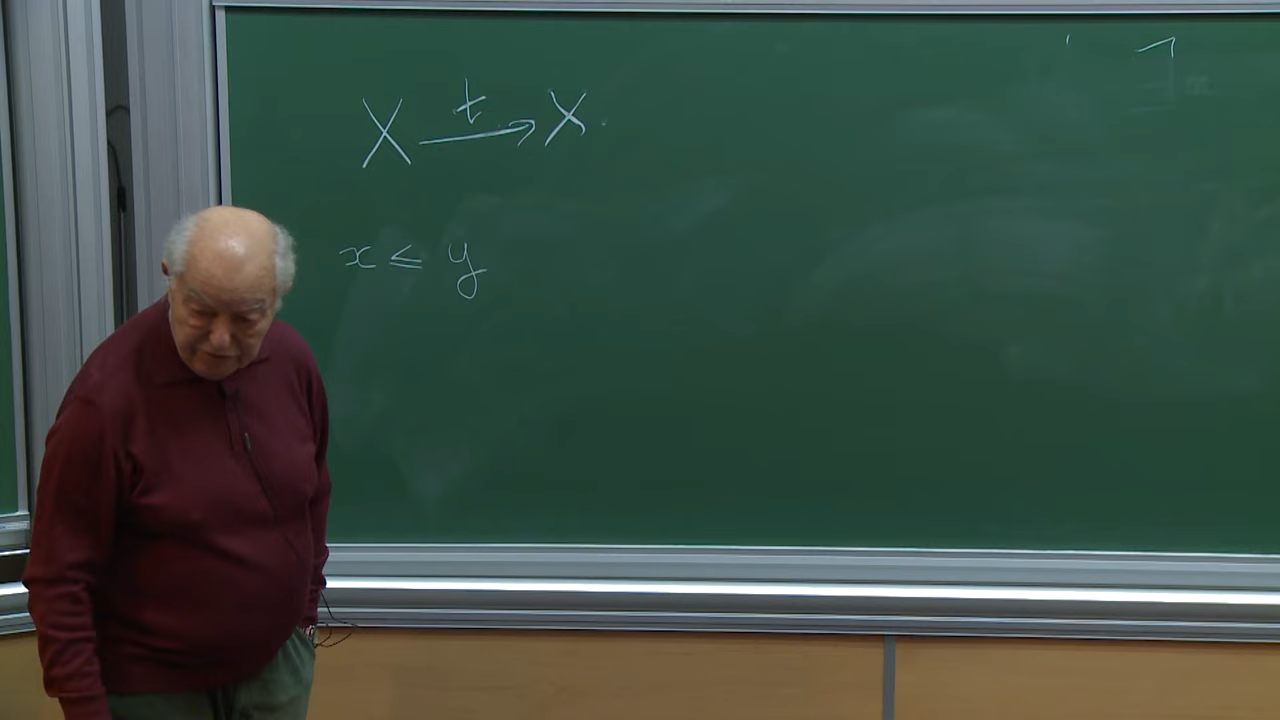 X —t→ X
x ≤ y